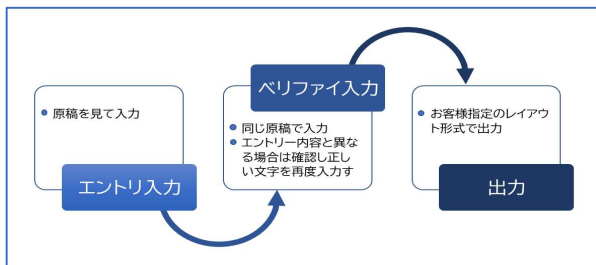 原稿を見て入力
エントリ入力
ベリファイ入力
同じ原稿で入力
エントリー内容と異な
る場合は確認し正し
い文字を再度入力す
お客様指定のレイアウ
ト形式で出力
出力